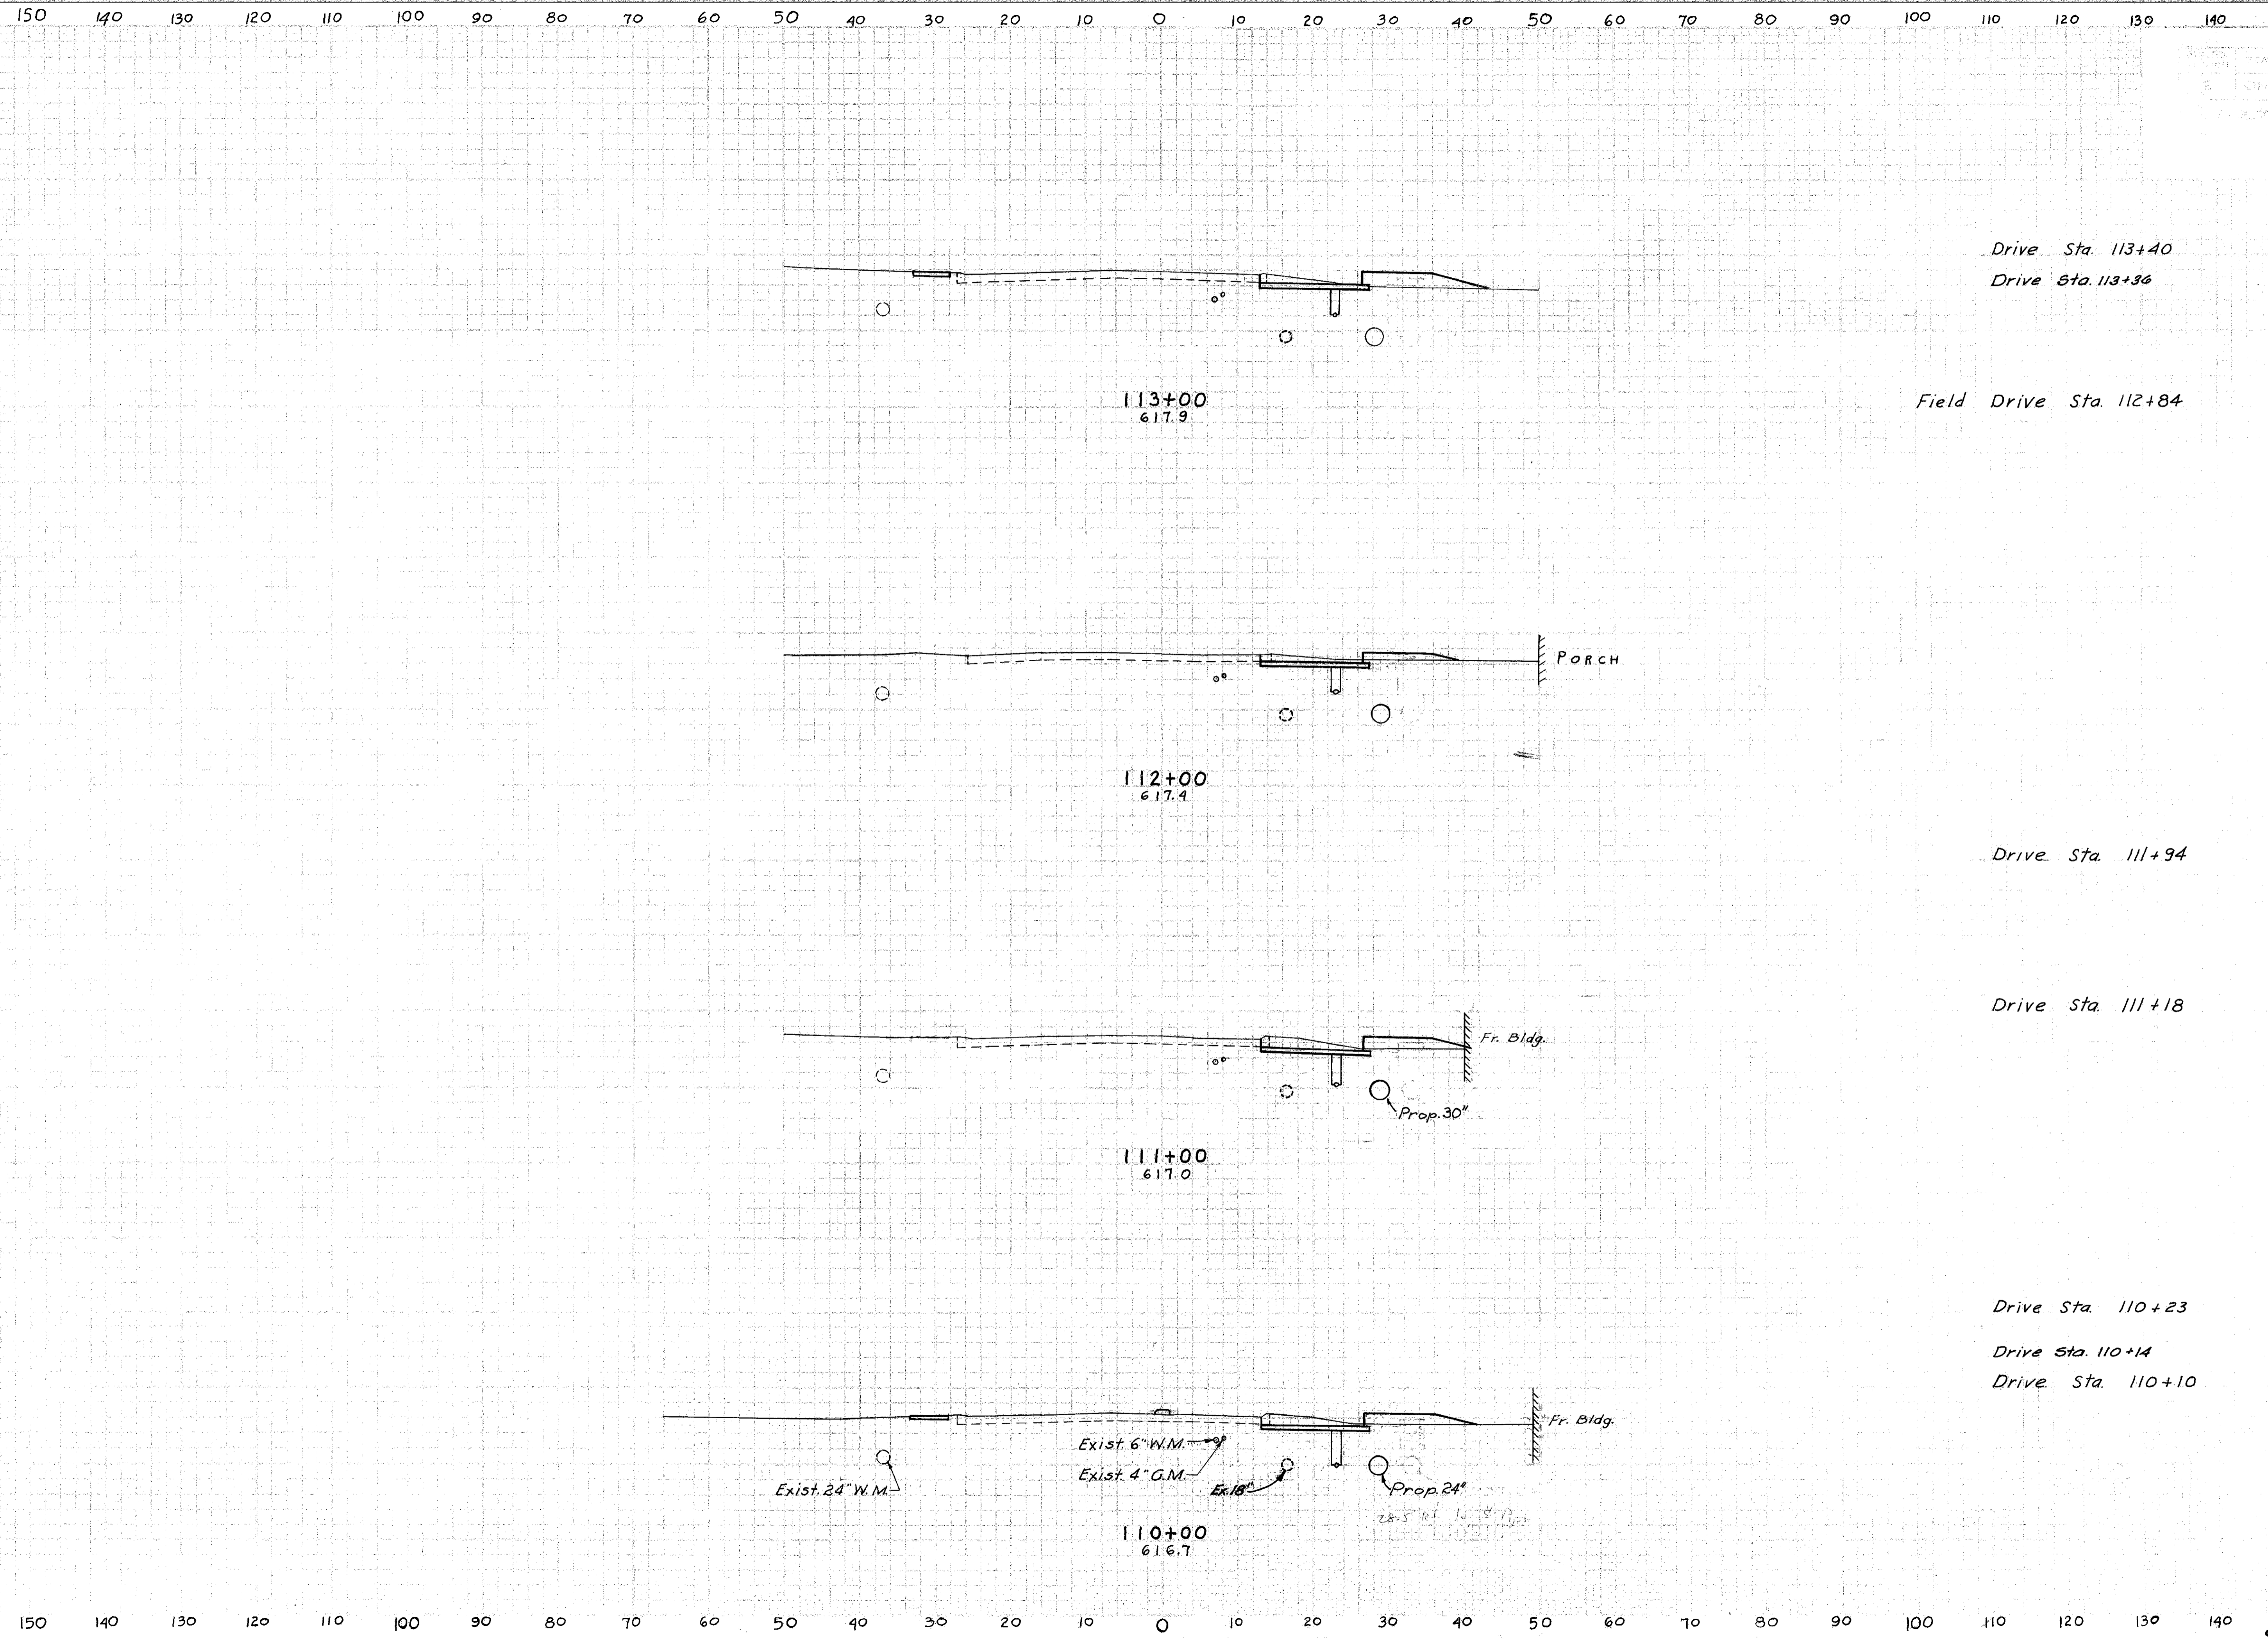 150 140 130 120 110 100 90 80 70 60 50 40 30 20 10 0 10 20 30 40 50 60 70 80 90 100 110 120 130 140
Drive Sta. 113+40
Drive Sta. 113+36
113+00
617.9
Field Drive Sta. 112+84
PORCH
112+00
617.4
Drive Sta. 111+94
Drive Sta. 111+18
Fr. Bldg.
Prop. 30"
111+00
617.0
Drive Sta. 110+23
Drive Sta. 110+14
Drive Sta. 110+10
Fr. Bldg.
Exist. 6" W.M.
Exist. 4" G.M.
Exist. 24" W.M.
Ex. 18"
Prop. 24"
28.5 Rt
110+00
616.7
150 140 130 120 110 100 90 80 70 60 50 40 30 20 10 0 10 20 30 40 50 60 70 80 90 100 110 120 130 140